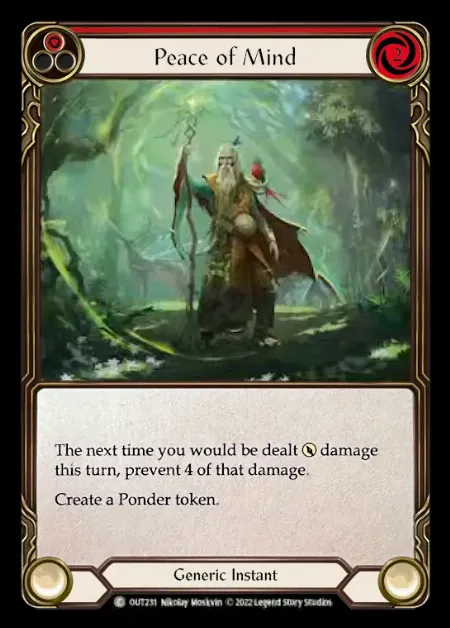 2
Peace of Mind
The next time you would be dealt damage
this turn, prevent 4 of that damage.
Create a Ponder token.
Generic Instant
C OUT231 Nikolay Moskvin © 2022 Legend Story Studios